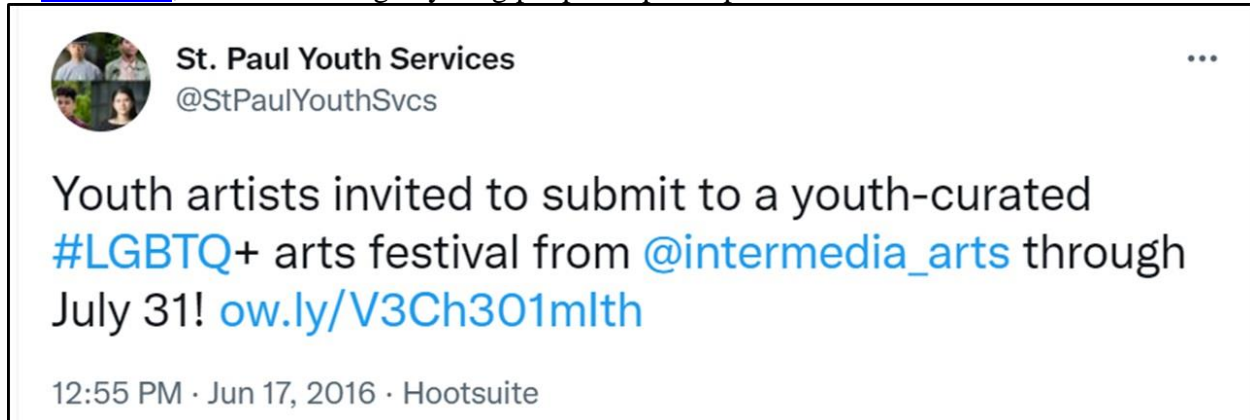 St. Paul Youth Services
@StPaulYouthSvcs
Youth artists invited to submit to a youth-curated
#LGBTQ+ arts festival from @intermedia_arts through
July 31! ow.ly/V3Ch301mIth
12:55 PM · Jun 17, 2016 · Hootsuite